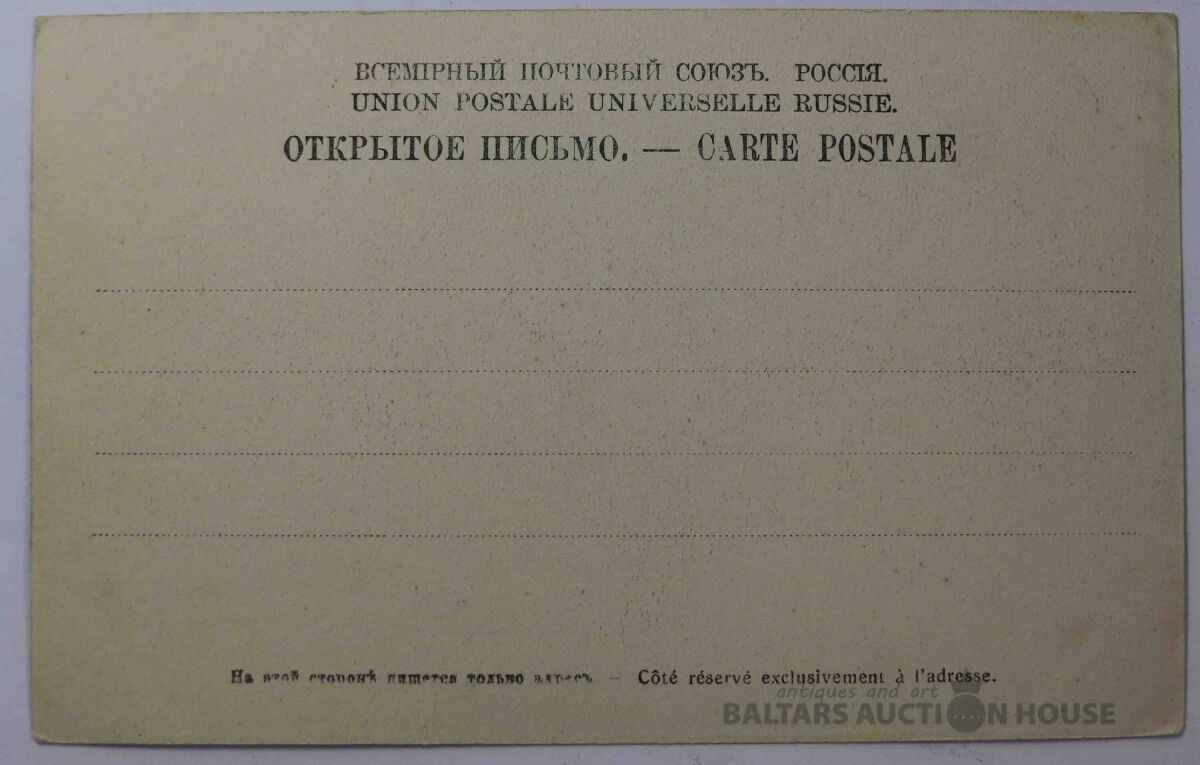 ВСЕМІРНЫЙ ПОЧТОВЫЙ СОЮЗЪ. РОССІЯ.
UNION POSTALE UNIVERSELLE RUSSIE.
ОТКРЫТОЕ ПИСЬМО. — CARTE POSTALE
На этой сторонѣ пишется только адресъ — Côté réservé exclusivement à l'adresse.
antiques and art
BALTARS AUCTION HOUSE